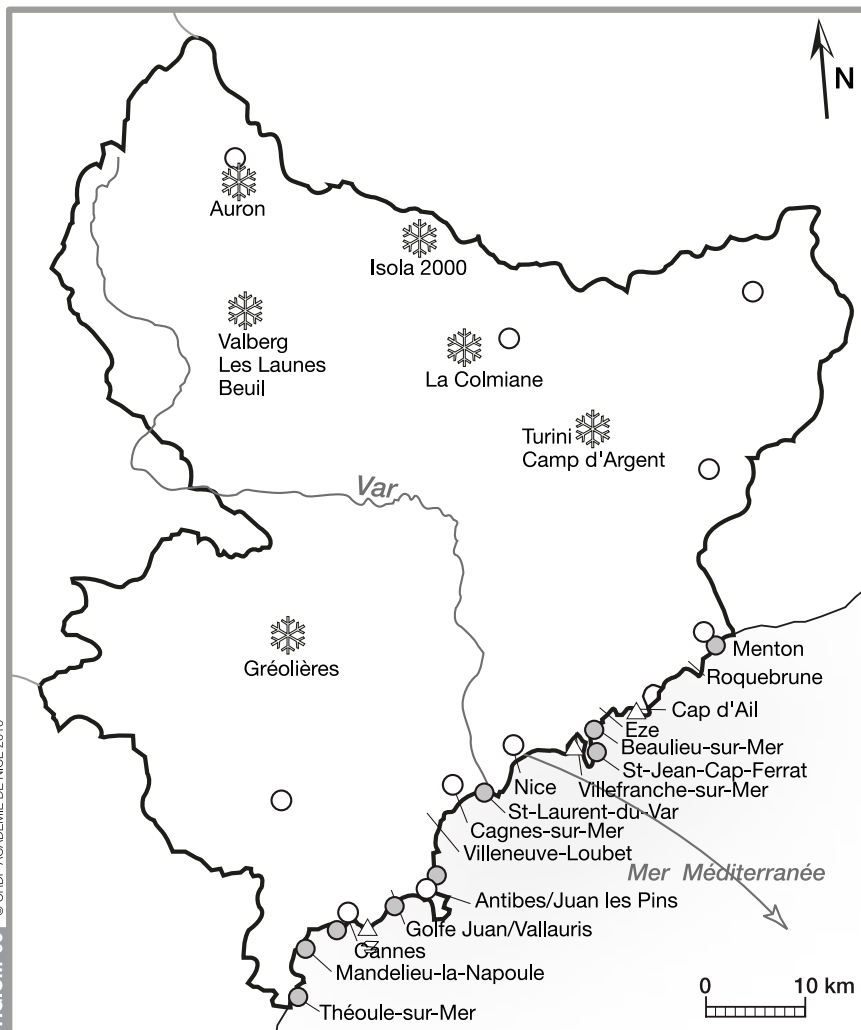 N
Auron
Isola 2000
Valberg
Les Launes
Beuil
La Colmiane
Turini
Camp d'Argent
Var
Gréolières
Menton
Roquebrune
Cap d'Ail
Eze
Beaulieu-sur-Mer
St-Jean-Cap-Ferrat
Villefranche-sur-Mer
Nice
St-Laurent-du-Var
Cagnes-sur-Mer
Villeneuve-Loubet
Mer Méditerranée
Antibes/Juan les Pins
Golfe Juan/Vallauris
Cannes
Mandelieu-la-Napoule
Théoule-sur-Mer
0 10 km